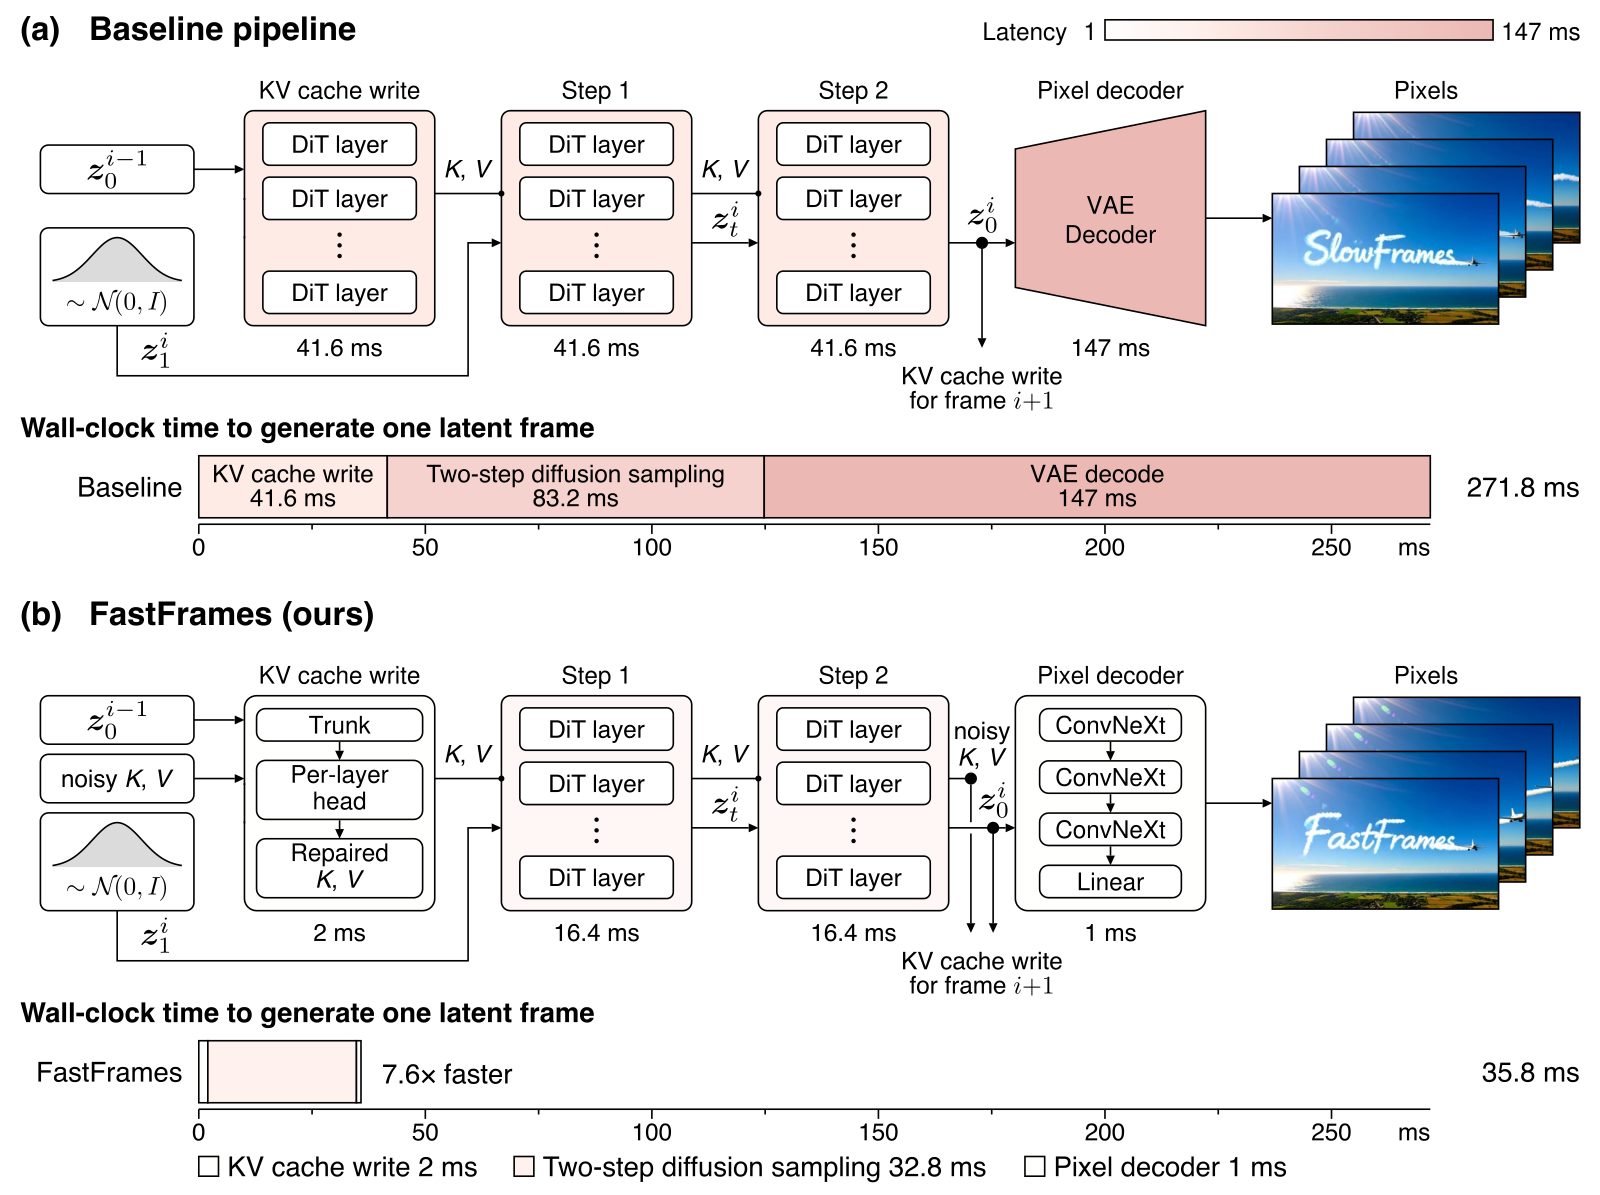 (a) Baseline pipeline
Latency 1 147 ms
KV cache write Step 1 Step 2 Pixel decoder Pixels
z_0^{i−1}
∼ N(0, I)
z_1^i
DiT layer
DiT layer
⋮
DiT layer
41.6 ms
K, V
DiT layer
DiT layer
⋮
DiT layer
41.6 ms
K, V
z_t^i
DiT layer
DiT layer
⋮
DiT layer
41.6 ms
z_0^i
KV cache write
for frame i+1
VAE
Decoder
147 ms
SlowFrames
Wall-clock time to generate one latent frame
Baseline
KV cache write
41.6 ms
Two-step diffusion sampling
83.2 ms
VAE decode
147 ms
271.8 ms
0 50 100 150 200 250 ms
(b) FastFrames (ours)
KV cache write Step 1 Step 2 Pixel decoder Pixels
z_0^{i−1}
noisy K, V
∼ N(0, I)
z_1^i
Trunk
Per-layer
head
Repaired
K, V
2 ms
K, V
DiT layer
DiT layer
⋮
DiT layer
16.4 ms
K, V
z_t^i
DiT layer
DiT layer
⋮
DiT layer
16.4 ms
noisy
K, V
z_0^i
KV cache write
for frame i+1
ConvNeXt
ConvNeXt
ConvNeXt
Linear
1 ms
FastFrames
Wall-clock time to generate one latent frame
FastFrames
7.6× faster
35.8 ms
0 50 100 150 200 250 ms
KV cache write 2 ms Two-step diffusion sampling 32.8 ms Pixel decoder 1 ms